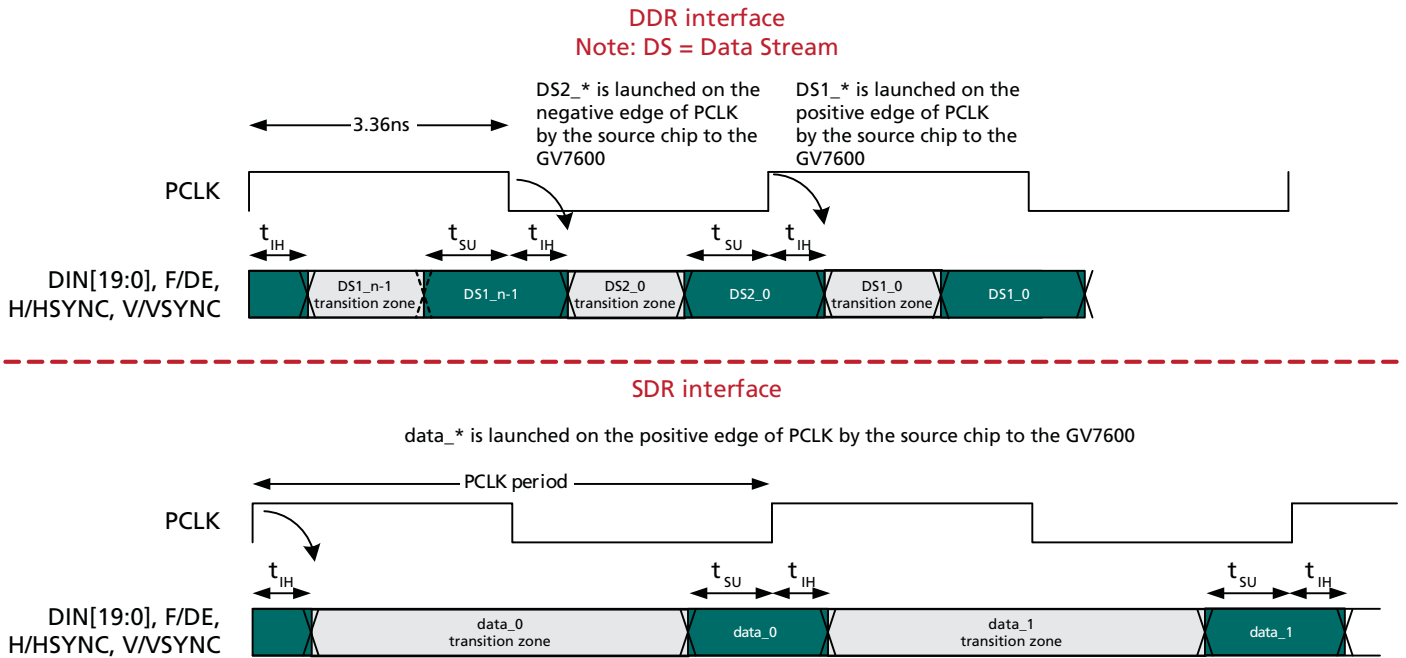 DDR interface
Note: DS = Data Stream
DS2_* is launched on the
negative edge of PCLK
by the source chip to the
GV7600
DS1_* is launched on the
positive edge of PCLK
by the source chip to the
GV7600
3.36ns
PCLK
tIH
tSU
tIH
tSU
tIH
DIN[19:0], F/DE,
H/HSYNC, V/VSYNC
DS1_n-1
transition zone
DS1_n-1
DS2_0
transition zone
DS2_0
DS1_0
transition zone
DS1_0
SDR interface
data_* is launched on the positive edge of PCLK by the source chip to the GV7600
PCLK period
PCLK
tIH
tSU
tIH
tSU
tIH
DIN[19:0], F/DE,
H/HSYNC, V/VSYNC
data_0
transition zone
data_0
data_1
transition zone
data_1